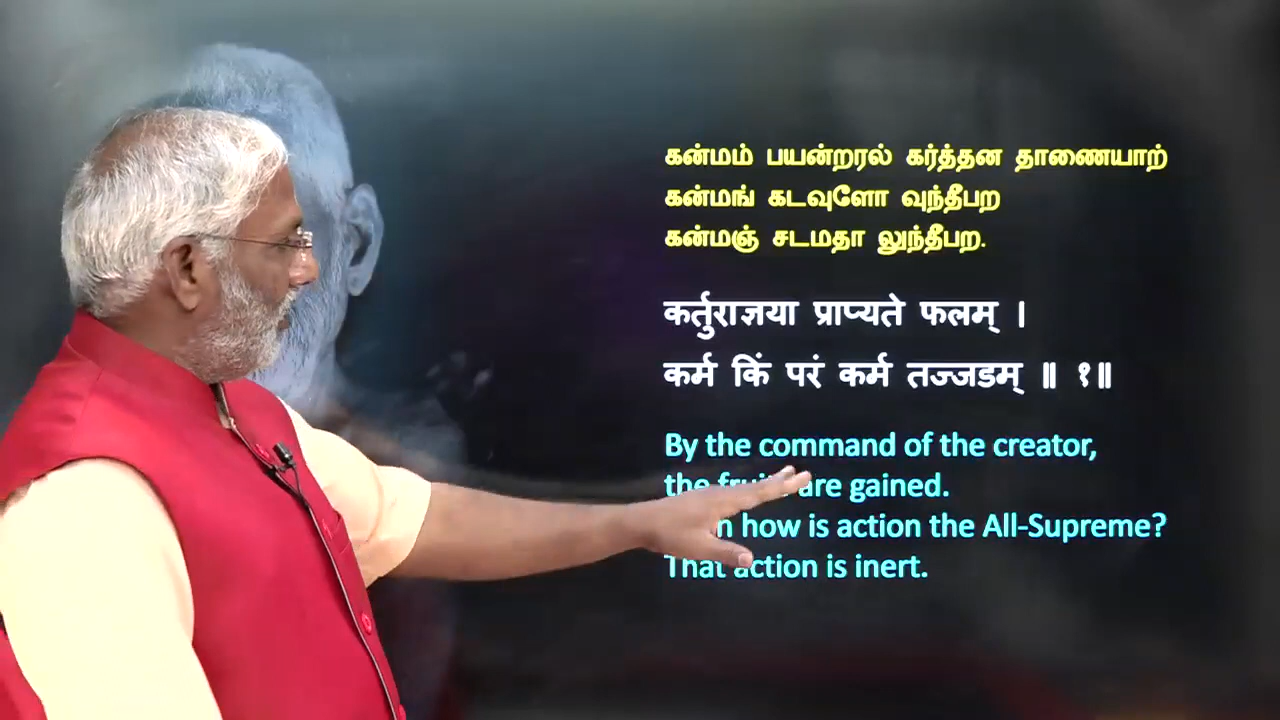 கன்மம் பயன்றரல் கர்த்தன தாணையாற்
கன்மங் கடவுளோ வுந்தீபற
கன்மஞ் சடமதா லுந்தீபற.
कर्तुराज्ञया प्राप्यते फलम् ।
कर्म किं परं कर्म तज्जडम् ॥ १॥
By the command of the creator,
the fruits are gained.
how is action the All-Supreme?
That action is inert.